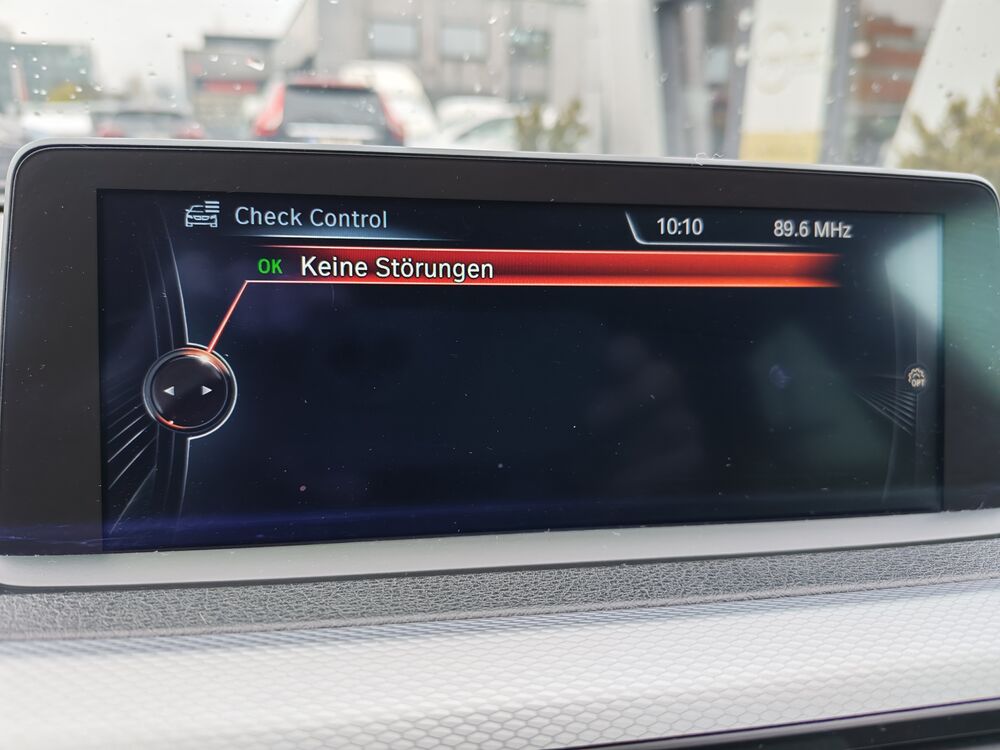 Check Control
10:10
89.6 MHz
OK Keine Störungen
OPT